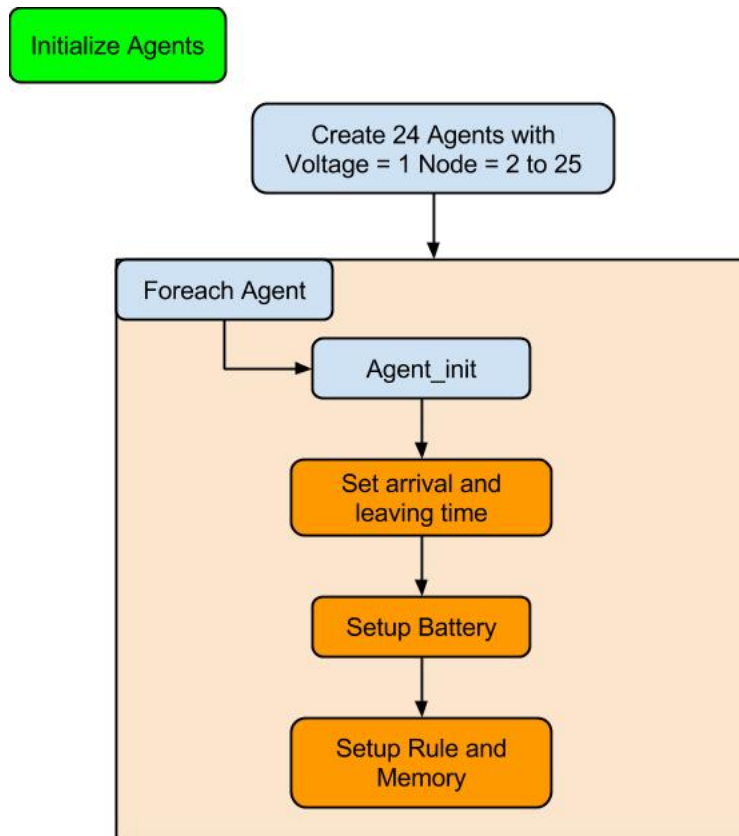 Initialize Agents
Create 24 Agents with
Voltage = 1 Node = 2 to 25
Foreach Agent
Agent_init
Set arrival and
leaving time
Setup Battery
Setup Rule and
Memory